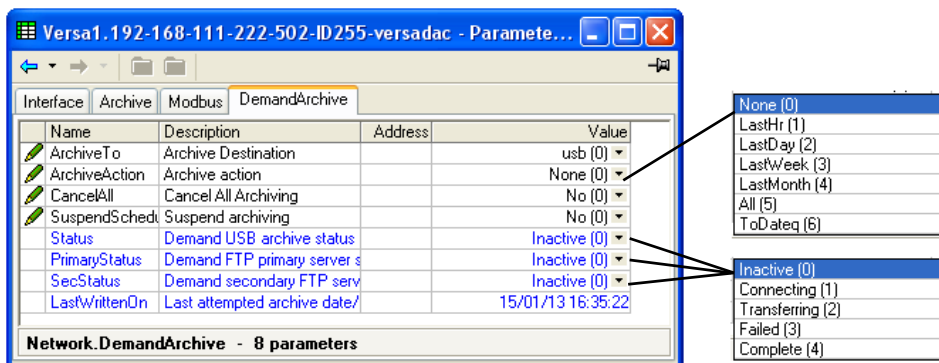 Versa1.192-168-111-222-502-ID255-versadac - Paramete...
Interface Archive Modbus DemandArchive
Name Description Address Value
ArchiveTo Archive Destination usb (0)
ArchiveAction Archive action None (0)
CancelAll Cancel All Archiving No (0)
SuspendSchedu Suspend archiving No (0)
Status Demand USB archive status Inactive (0)
PrimaryStatus Demand FTP primary server s Inactive (0)
SecStatus Demand secondary FTP serv Inactive (0)
LastWrittenOn Last attempted archive date/ 15/01/13 16:35:22
Network.DemandArchive - 8 parameters
None (0)
LastHr (1)
LastDay (2)
LastWeek (3)
LastMonth (4)
All (5)
ToDateq (6)
Inactive (0)
Connecting (1)
Transferring (2)
Failed (3)
Complete (4)